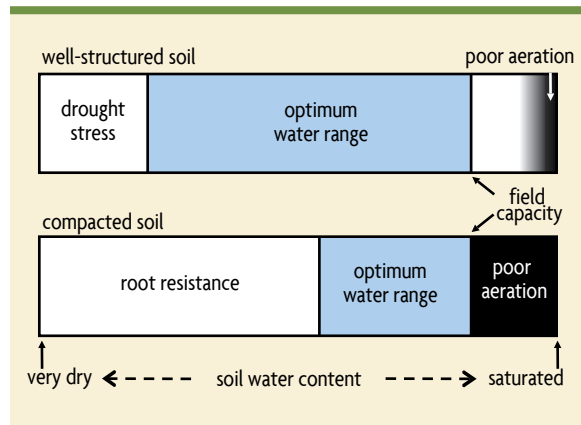 well-structured soil
poor aeration
drought
stress
optimum
water range
field
capacity
compacted soil
root resistance
optimum
water range
poor
aeration
very dry
soil water content
saturated